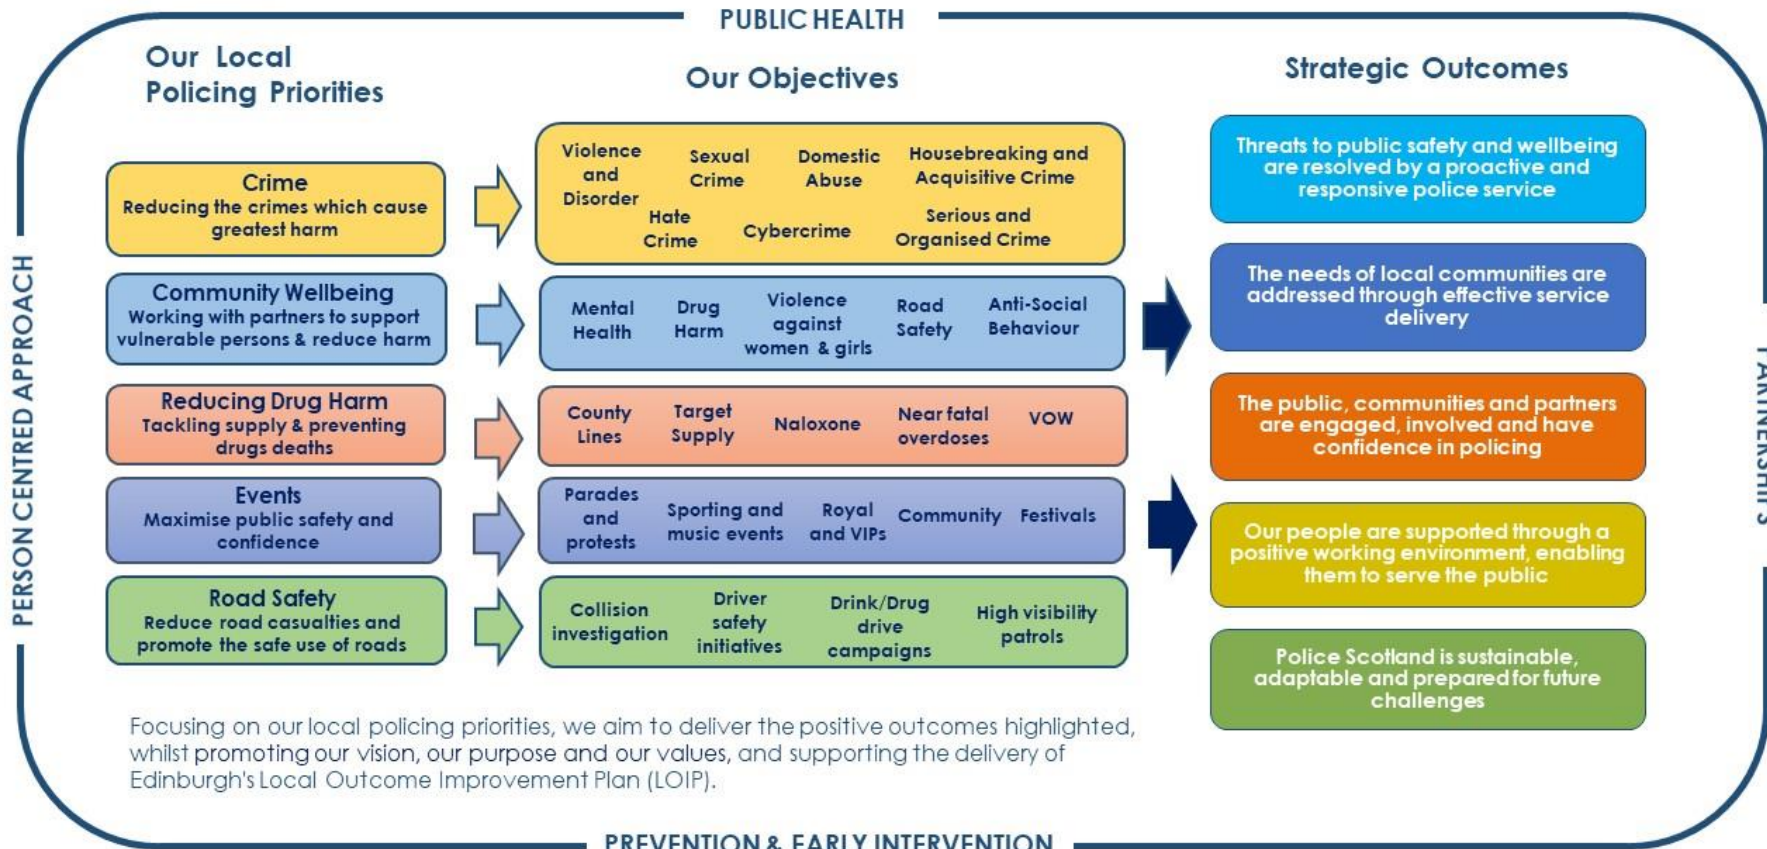 PUBLIC HEALTH
Our Local
Policing Priorities
Our Objectives
Strategic Outcomes
PERSON CENTRED APPROACH
Crime
Reducing the crimes which cause
greatest harm
Violence
and
Disorder
Sexual
Crime
Domestic
Abuse
Housebreaking and
Acquisitive Crime
Hate
Crime
Cybercrime
Serious and
Organised Crime
Community Wellbeing
Working with partners to support
vulnerable persons & reduce harm
Mental
Health
Drug
Harm
Violence
against
women & girls
Road
Safety
Anti-Social
Behaviour
Reducing Drug Harm
Tackling supply & preventing
drugs deaths
County
Lines
Target
Supply
Naloxone
Near fatal
overdoses
VOW
Events
Maximise public safety and
confidence
Parades
and
protests
Sporting and
music events
Royal
and VIPs
Community
Festivals
Road Safety
Reduce road casualties and
promote the safe use of roads
Collision
investigation
Driver
safety
initiatives
Drink/Drug
drive
campaigns
High visibility
patrols
Threats to public safety and wellbeing
are resolved by a proactive and
responsive police service
The needs of local communities are
addressed through effective service
delivery
The public, communities and partners
are engaged, involved and have
confidence in policing
Our people are supported through a
positive working environment, enabling
them to serve the public
Police Scotland is sustainable,
adaptable and prepared for future
challenges
PARTNERSHIPS
Focusing on our local policing priorities, we aim to deliver the positive outcomes highlighted,
whilst promoting our vision, our purpose and our values, and supporting the delivery of
Edinburgh's Local Outcome Improvement Plan (LOIP).
PREVENTION & EARLY INTERVENTION